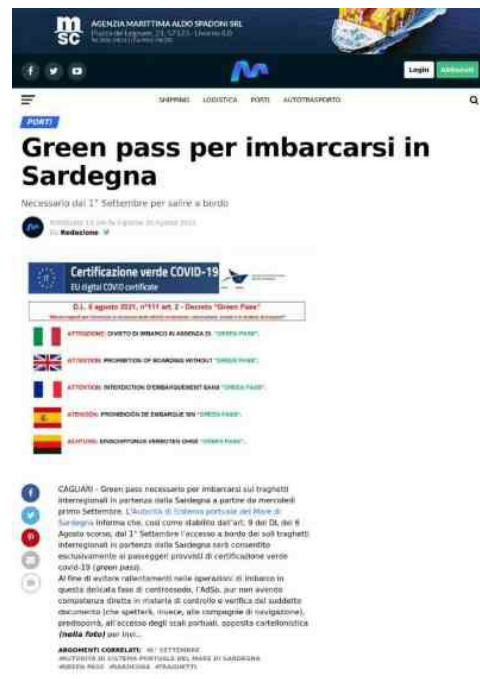 msc
AGENZIA MARITTIMA ALDO SPADONI SRL
Login
Abbonati
SHIPPING LOGISTICA PORTI AUTOTRASPORTO
PORTI
Green pass per imbarcarsi in
Sardegna
Necessario dal 1° Settembre per salire a bordo
Redazione
Certificazione verde COVID-19
EU digital COVID certificate
D.L. 6 agosto 2021, n°111 art. 2 - Decreto "Green Pass"
ATTENZIONE: DIVIETO DI IMBARCO IN ASSENZA DI "GREEN PASS".
ATTENTION: PROHIBITION OF BOARDING WITHOUT "GREEN PASS".
ATTENTION: INTERDICTION D'EMBARQUEMENT SANS "GREEN PASS".
ATENCIÓN: PROHIBICIÓN DE EMBARQUE SIN "GREEN PASS".
ACHTUNG: EINSCHIFFUNGS VERBOTEN OHNE "GREEN PASS".
CAGLIARI – Green pass necessario per imbarcarsi sui traghetti
interregionali in partenza dalla Sardegna a partire da mercoledì
primo Settembre. L'Autorità di Sistema portuale del Mare di
Sardegna informa che, così come stabilito dall'art. 9 del DL del 6
Agosto scorso, dal 1° Settembre l'accesso a bordo dei soli traghetti
interregionali in partenza dalla Sardegna sarà consentito
esclusivamente ai passeggeri provvisti di certificazione verde
covid-19 (green pass).
Al fine di evitare rallentamenti nelle operazioni di imbarco in
questa delicata fase di controesodo, l'AdSp, pur non avendo
competenza diretta in materia di controllo e verifica del suddetto
documento (che spetterà, invece, alle compagnie di navigazione),
predisporrà, all'accesso degli scali portuali, apposita cartellonistica
(nella foto) per invi...
ARGOMENTI CORRELATI: #1° SETTEMBRE
#AUTORITÀ DI SISTEMA PORTUALE DEL MARE DI SARDEGNA
#GREEN PASS #SARDEGNA #TRAGHETTI